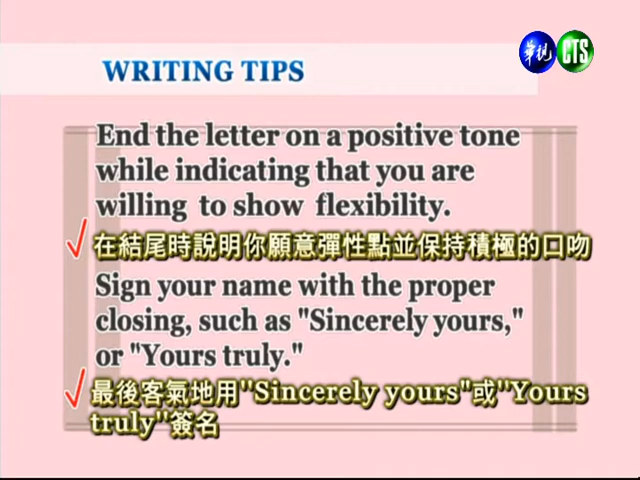 華視 CTS
WRITING TIPS
End the letter on a positive tone
while indicating that you are
willing to show flexibility.
在結尾時說明你願意彈性點並保持積極的口吻
Sign your name with the proper
closing, such as "Sincerely yours,"
or "Yours truly."
最後客氣地用"Sincerely yours"或"Yours
truly"簽名